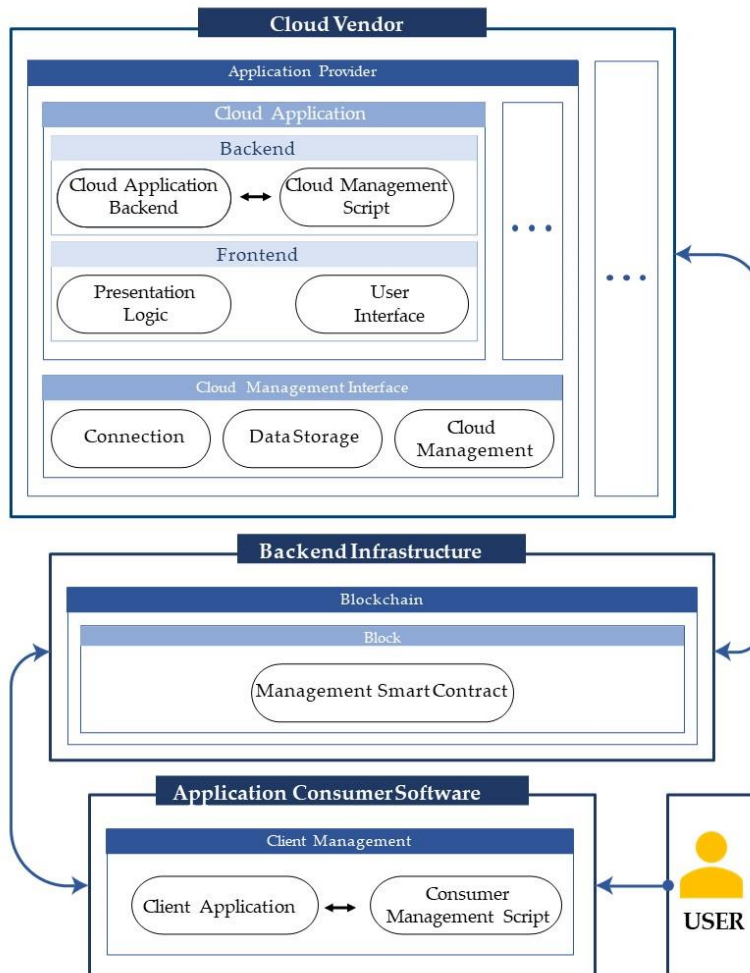 Cloud Vendor
Application Provider
Cloud Application
Backend
Cloud Application
Backend
Cloud Management
Script
Frontend
Presentation
Logic
User
Interface
...
...
Cloud Management Interface
Connection
Data Storage
Cloud
Management
Backend Infrastructure
Blockchain
Block
Management Smart Contract
Application Consumer Software
Client Management
Client Application
Consumer
Management Script
USER